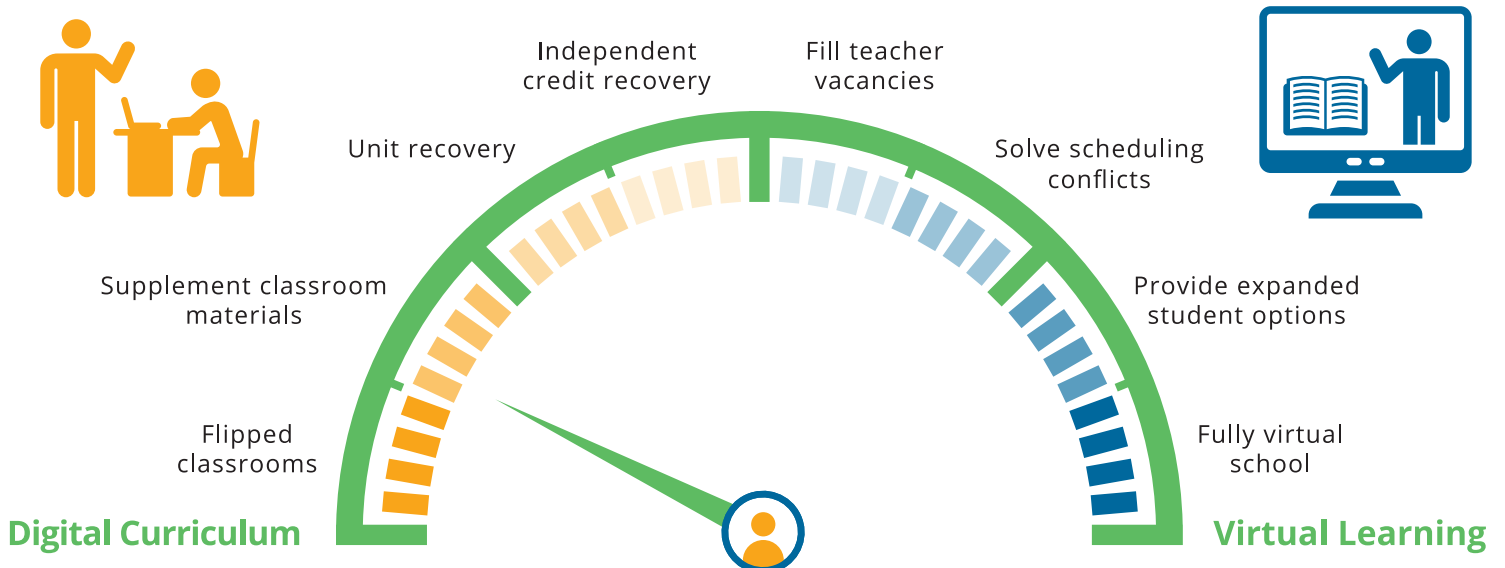 Independent
credit recovery
Fill teacher
vacancies
Unit recovery
Solve scheduling
conflicts
Supplement classroom
materials
Provide expanded
student options
Flipped
classrooms
Fully virtual
school
Digital Curriculum
Virtual Learning